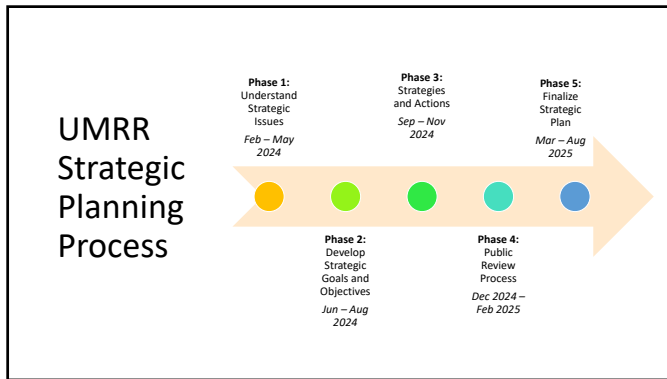 UMRR
Strategic
Planning
Process
Phase 1:
Understand
Strategic
Issues
Feb – May
2024
Phase 2:
Develop
Strategic
Goals and
Objectives
Jun – Aug
2024
Phase 3:
Strategies
and Actions
Sep – Nov
2024
Phase 4:
Public
Review
Process
Dec 2024 –
Feb 2025
Phase 5:
Finalize
Strategic
Plan
Mar – Aug
2025